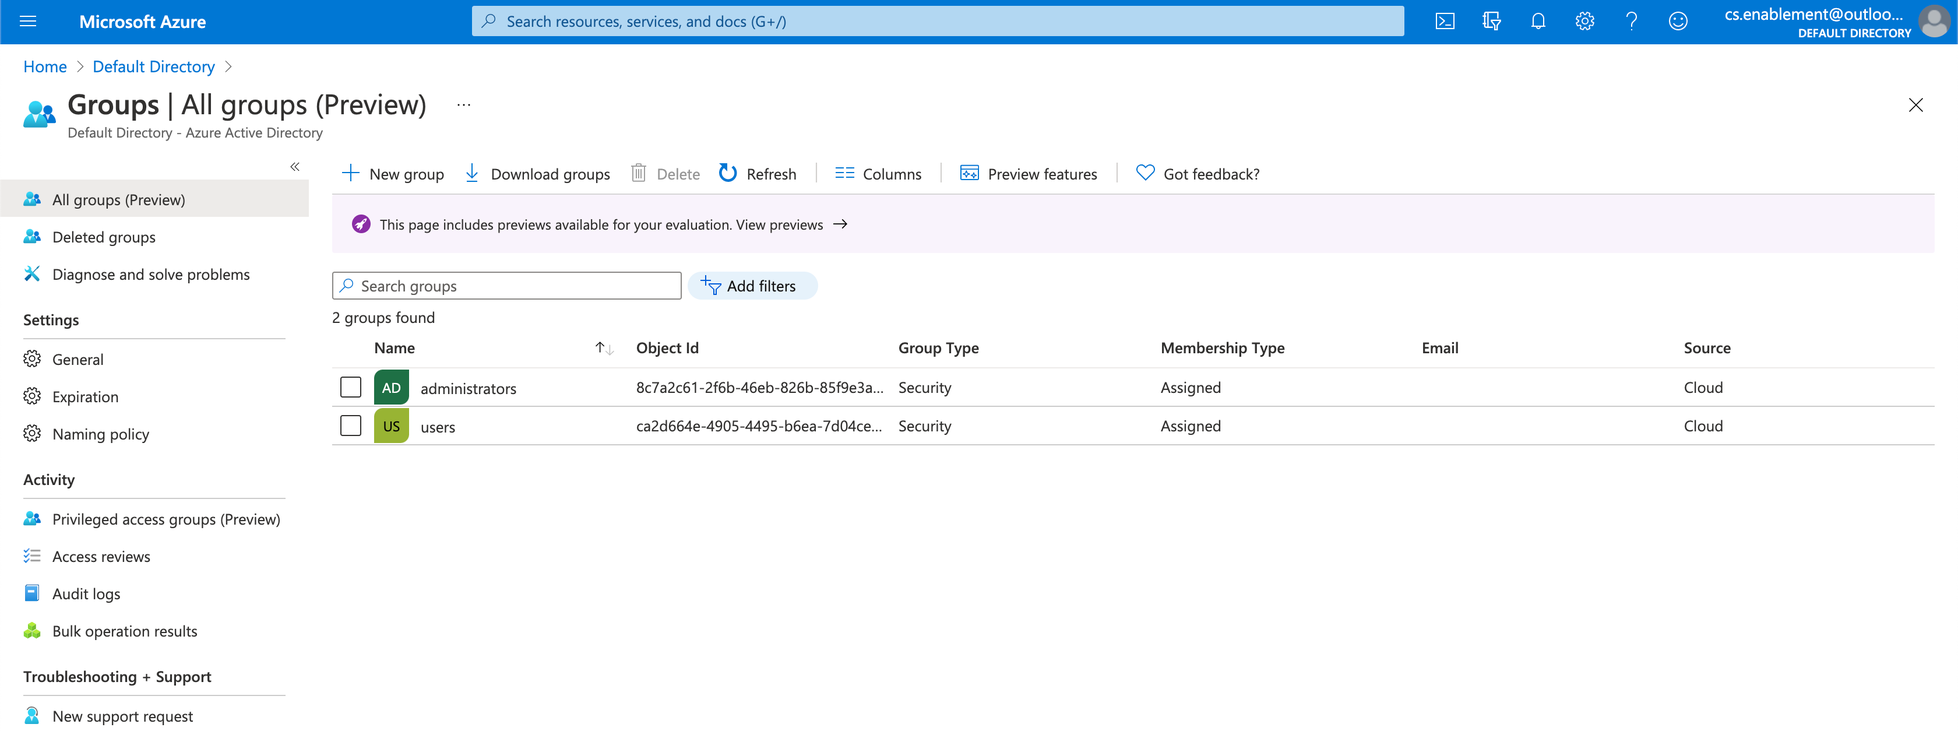 Microsoft Azure
Search resources, services, and docs (G+/)
cs.enablement@outloo...
DEFAULT DIRECTORY
Home > Default Directory >
Groups | All groups (Preview) ...
Default Directory - Azure Active Directory
«
All groups (Preview)
Deleted groups
Diagnose and solve problems
Settings
General
Expiration
Naming policy
Activity
Privileged access groups (Preview)
Access reviews
Audit logs
Bulk operation results
Troubleshooting + Support
New support request
New group Download groups Delete Refresh Columns Preview features Got feedback?
This page includes previews available for your evaluation. View previews →
Search groups Add filters
2 groups found
Name ↑↓ Object Id Group Type Membership Type Email Source
AD administrators 8c7a2c61-2f6b-46eb-826b-85f9e3a... Security Assigned Cloud
US users ca2d664e-4905-4495-b6ea-7d04ce... Security Assigned Cloud